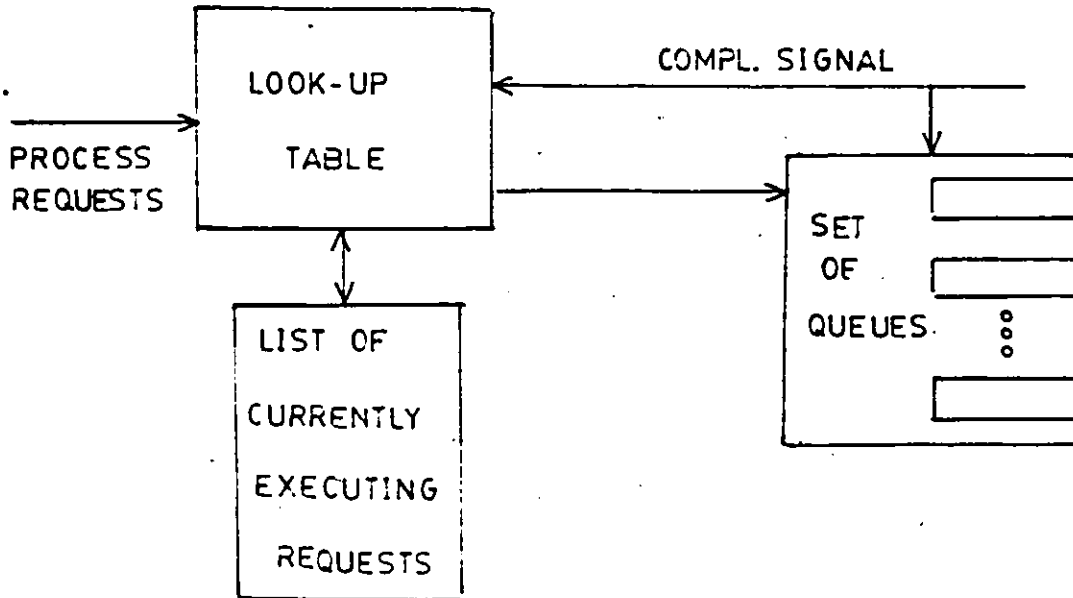 LOOK-UP
TABLE
COMPL. SIGNAL
PROCESS
REQUESTS
SET
OF
QUEUES
LIST OF
CURRENTLY
EXECUTING
REQUESTS